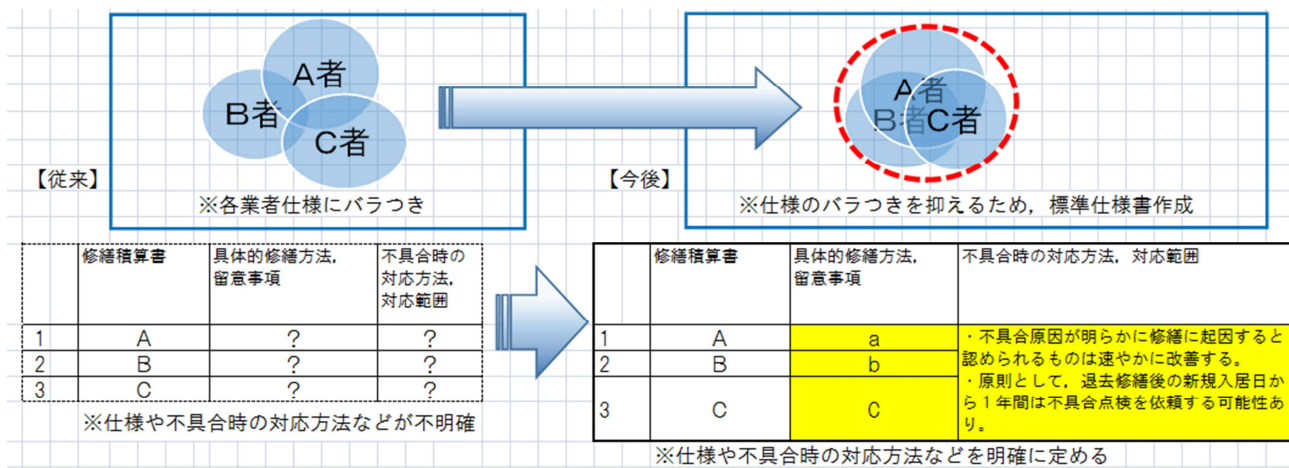 A者
B者
C者
【従来】
※各業者仕様にバラつき
A者
B者
C者
【今後】
※仕様のバラつきを抑えるため，標準仕様書作成
修繕積算書
具体的修繕方法，
留意事項
不具合時の
対応方法，
対応範囲
1 A ? ?
2 B ? ?
3 C ? ?
※仕様や不具合時の対応方法などが不明確
修繕積算書
具体的修繕方法，
留意事項
不具合時の対応方法，対応範囲
1 A a
2 B b
3 C C
・不具合原因が明らかに修繕に起因すると
認められるものは速やかに改善する。
・原則として，退去修繕後の新規入居日か
ら１年間は不具合点検を依頼する可能性あ
り。
※仕様や不具合時の対応方法などを明確に定める